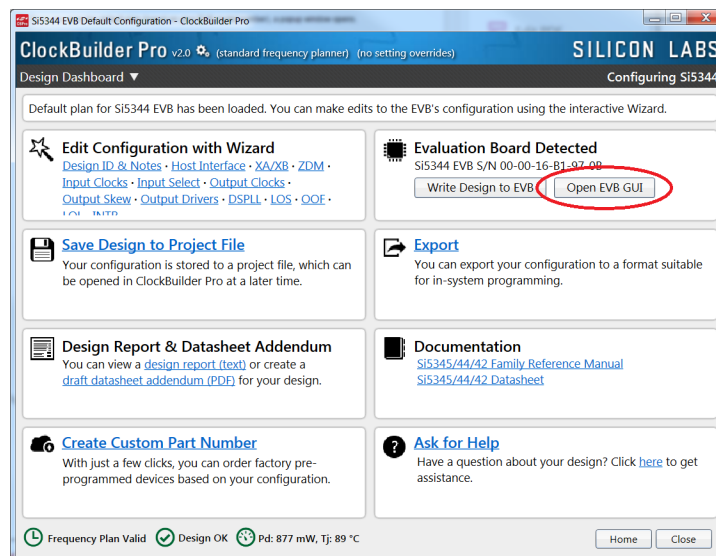 Si5344 EVB Default Configuration - ClockBuilder Pro
ClockBuilder Pro v2.0 (standard frequency planner) (no setting overrides)
SILICON LABS
Design Dashboard ▼
Configuring Si5344
Default plan for Si5344 EVB has been loaded. You can make edits to the EVB's configuration using the interactive Wizard.
Edit Configuration with Wizard
Design ID & Notes · Host Interface · XA/XB · ZDM ·
Input Clocks · Input Select · Output Clocks ·
Output Skew · Output Drivers · DSPLL · LOS · OOF ·
LOL · INTR
Evaluation Board Detected
Si5344 EVB S/N 00-00-16-B1-97-0B
Write Design to EVB
Open EVB GUI
Save Design to Project File
Your configuration is stored to a project file, which can
be opened in ClockBuilder Pro at a later time.
Export
You can export your configuration to a format suitable
for in-system programming.
Design Report & Datasheet Addendum
You can view a design report (text) or create a
draft datasheet addendum (PDF) for your design.
Documentation
Si5345/44/42 Family Reference Manual
Si5345/44/42 Datasheet
Create Custom Part Number
With just a few clicks, you can order factory pre-
programmed devices based on your configuration.
Ask for Help
Have a question about your design? Click here to get
assistance.
Frequency Plan Valid
Design OK
Pd: 877 mW, Tj: 89 °C
Home
Close